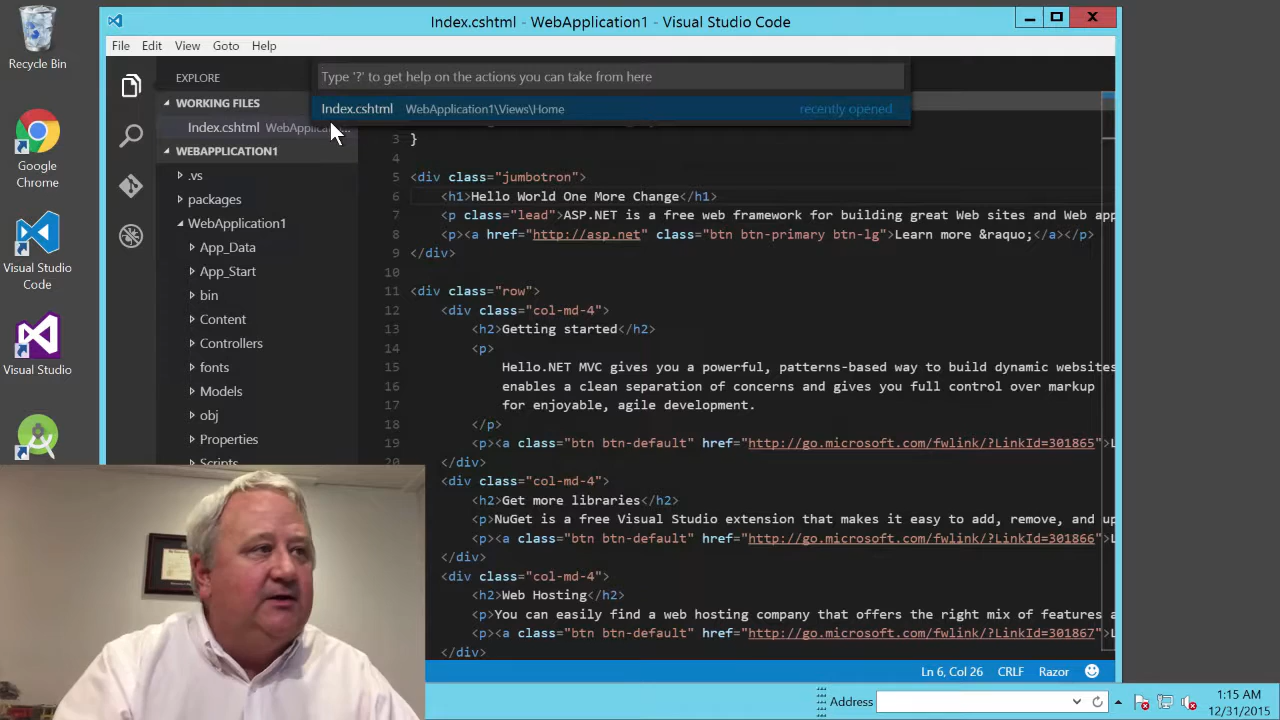 Recycle Bin
Google
Chrome
Visual Studio
Code
Visual Studio
Index.cshtml - WebApplication1 - Visual Studio Code
File Edit View Goto Help
Type '?' to get help on the actions you can take from here
Index.cshtml WebApplication1\Views\Home recently opened
EXPLORE
WORKING FILES
Index.cshtml
WEBAPPLICATION1
.vs
packages
WebApplication1
App_Data
App_Start
bin
Content
Controllers
fonts
Models
obj
Properties
Scripts
3 }
4
5 <div class="jumbotron">
6 <h1>Hello World One More Change</h1>
7 <p class="lead">ASP.NET is a free web framework for building great Web sites and Web app
8 <p><a href="http://asp.net" class="btn btn-primary btn-lg">Learn more &raquo;</a></p>
9 </div>
10
11 <div class="row">
12 <div class="col-md-4">
13 <h2>Getting started</h2>
14 <p>
15 Hello.NET MVC gives you a powerful, patterns-based way to build dynamic websites
16 enables a clean separation of concerns and gives you full control over markup
17 for enjoyable, agile development.
18 </p>
19 <p><a class="btn btn-default" href="http://go.microsoft.com/fwlink/?LinkId=301865">
20 </div>
<div class="col-md-4">
<h2>Get more libraries</h2>
<p>NuGet is a free Visual Studio extension that makes it easy to add, remove, and up
<p><a class="btn btn-default" href="http://go.microsoft.com/fwlink/?LinkId=301866">
</div>
<div class="col-md-4">
<h2>Web Hosting</h2>
<p>You can easily find a web hosting company that offers the right mix of features
<p><a class="btn btn-default" href="http://go.microsoft.com/fwlink/?LinkId=301867">
</div>
Ln 6, Col 26 CRLF Razor
Address
1:15 AM
12/31/2015